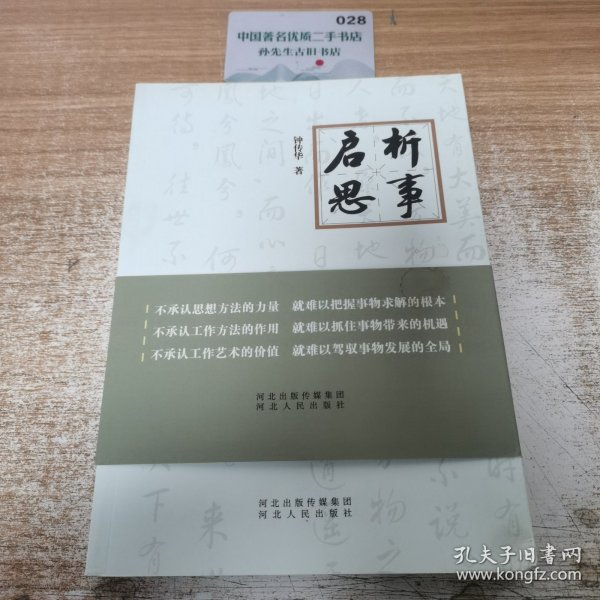 028
中国著名优质二手书店
孙先生古旧书店
析事
启思
钟传华 著
不承认思想方法的力量 就难以把握事物求解的根本
不承认工作方法的作用 就难以抓住事物带来的机遇
不承认工作艺术的价值 就难以驾驭事物发展的全局
河北出版传媒集团
河北人民出版社
河北出版传媒集团
河北人民出版社
孔夫子旧书网
www.kongfz.com